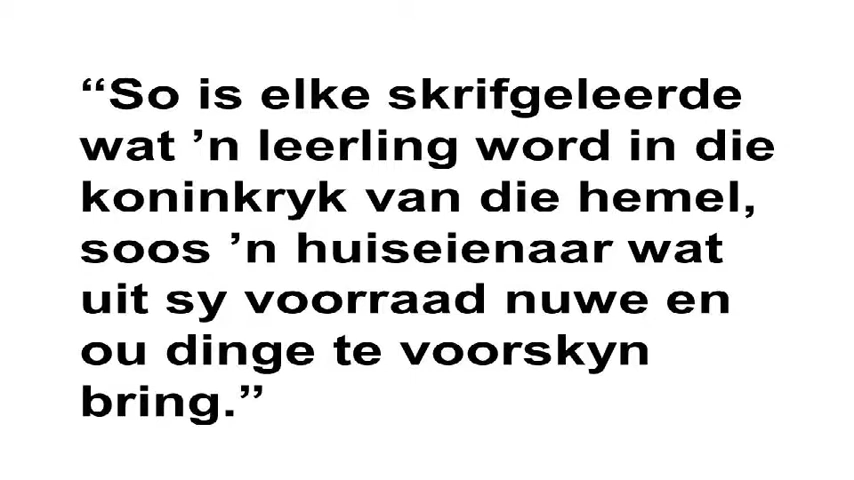 “So is elke skrifgeleerde
wat ’n leerling word in die
koninkryk van die hemel,
soos ’n huiseienaar wat
uit sy voorraad nuwe en
ou dinge te voorskyn
bring.”